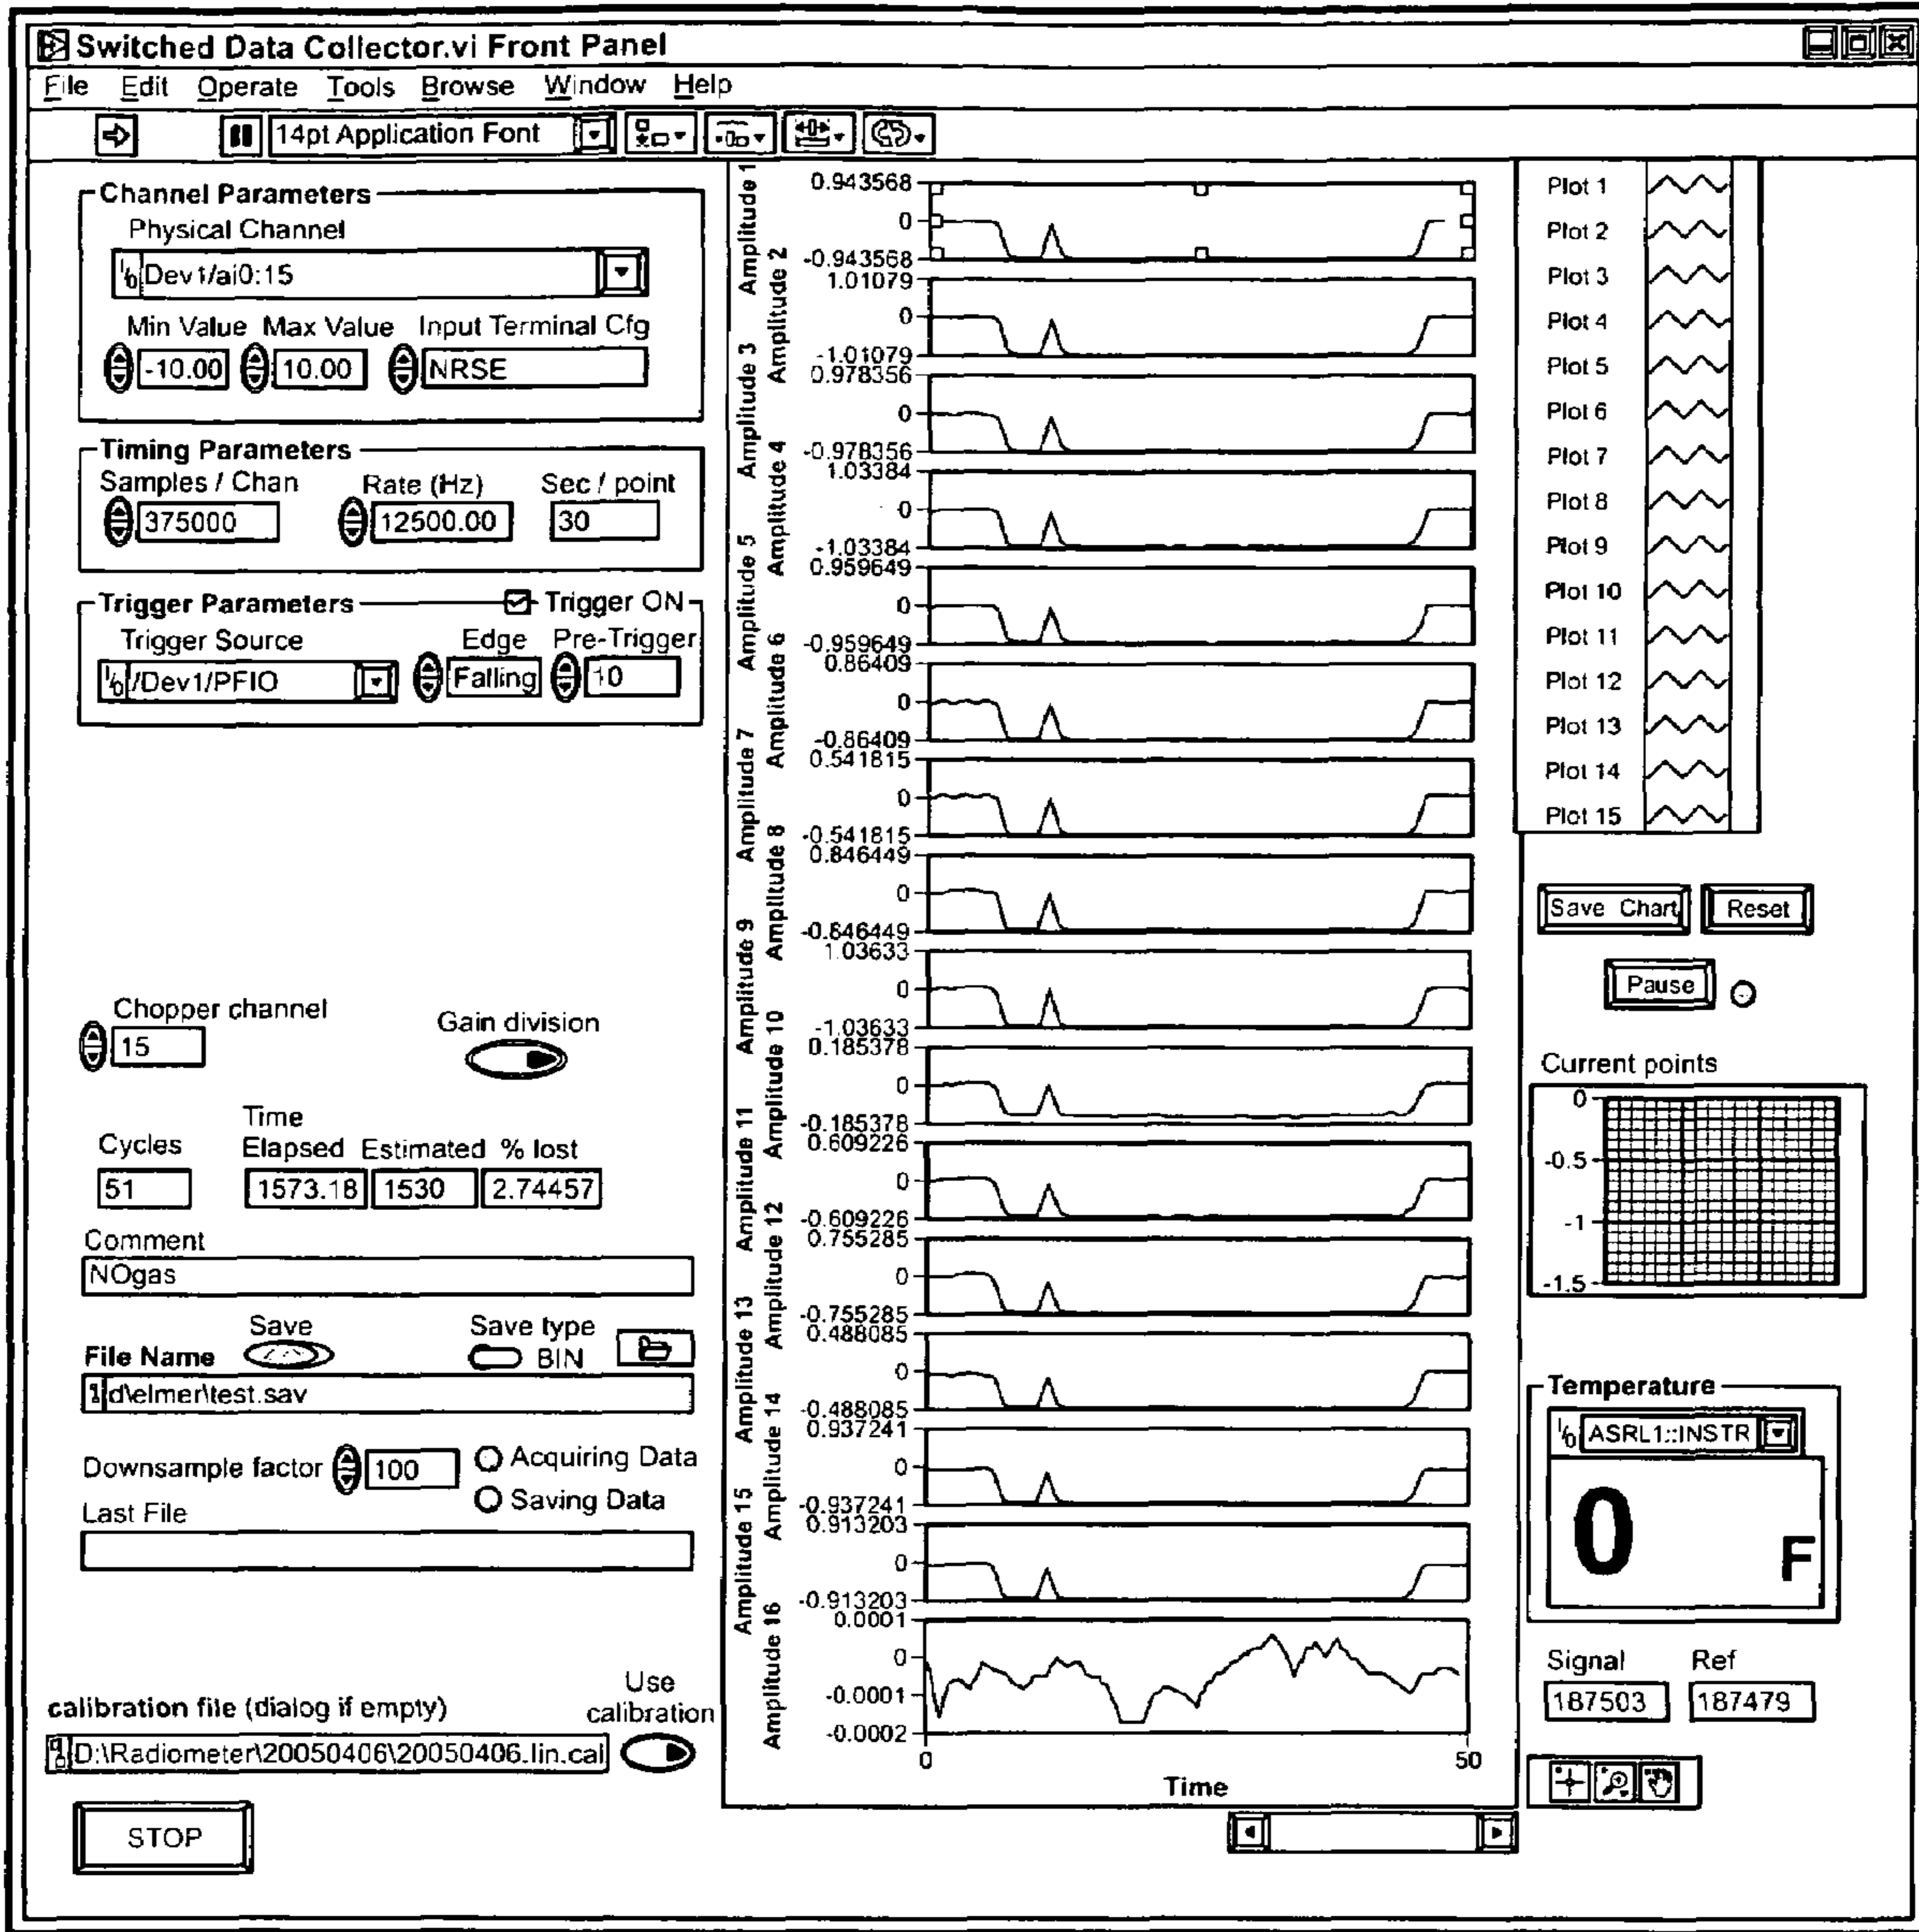 Switched Data Collector.vi Front Panel
File Edit Operate Tools Browse Window Help
14pt Application Font
Channel Parameters
Physical Channel
Dev1/ai0:15
Min Value Max Value Input Terminal Cfg
-10.00 10.00 NRSE
Timing Parameters
Samples / Chan Rate (Hz) Sec / point
375000 12500.00 30
Trigger Parameters Trigger ON
Trigger Source Edge Pre-Trigger
/Dev1/PFIO Falling 10
Chopper channel Gain division
15
Time
Cycles Elapsed Estimated % lost
51 1573.18 1530 2.74457
Comment
NOgas
Save Save type
File Name BIN
d\elmer\test.sav
Downsample factor 100 Acquiring Data
Saving Data
Last File
Use
calibration file (dialog if empty) calibration
D:\Radiometer\20050406\20050406.lin.cal
STOP
Amplitude 1
0.943568
0
-0.943568
Amplitude 2
1.01079
0
-1.01079
Amplitude 3
0.978356
0
-0.978356
Amplitude 4
1.03384
0
-1.03384
Amplitude 5
0.959649
0
-0.959649
Amplitude 6
0.86409
0
-0.86409
Amplitude 7
0.541815
0
-0.541815
Amplitude 8
0.846449
0
-0.846449
Amplitude 9
1.03633
0
-1.03633
Amplitude 10
0.185378
0
-0.185378
Amplitude 11
0.609226
0
-0.609226
Amplitude 12
0.755285
0
-0.755285
Amplitude 13
0.488085
0
-0.488085
Amplitude 14
0.937241
0
-0.937241
Amplitude 15
0.913203
0
-0.913203
Amplitude 16
0.0001
0
-0.0001
-0.0002
0 50
Time
Plot 1
Plot 2
Plot 3
Plot 4
Plot 5
Plot 6
Plot 7
Plot 8
Plot 9
Plot 10
Plot 11
Plot 12
Plot 13
Plot 14
Plot 15
Save Chart Reset
Pause
Current points
0
-0.5
-1
-1.5
Temperature
ASRL1::INSTR
0 F
Signal Ref
187503 187479